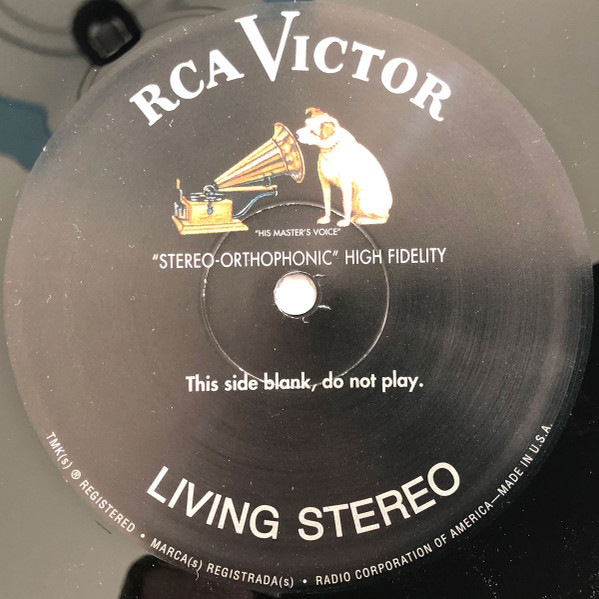 RCA VICTOR
"HIS MASTER'S VOICE"
"STEREO-ORTHOPHONIC" HIGH FIDELITY
This side blank, do not play.
LIVING STEREO
TMK(s) ® REGISTERED • MARCA(s) REGISTRADA(s) • RADIO CORPORATION OF AMERICA—MADE IN U.S.A.